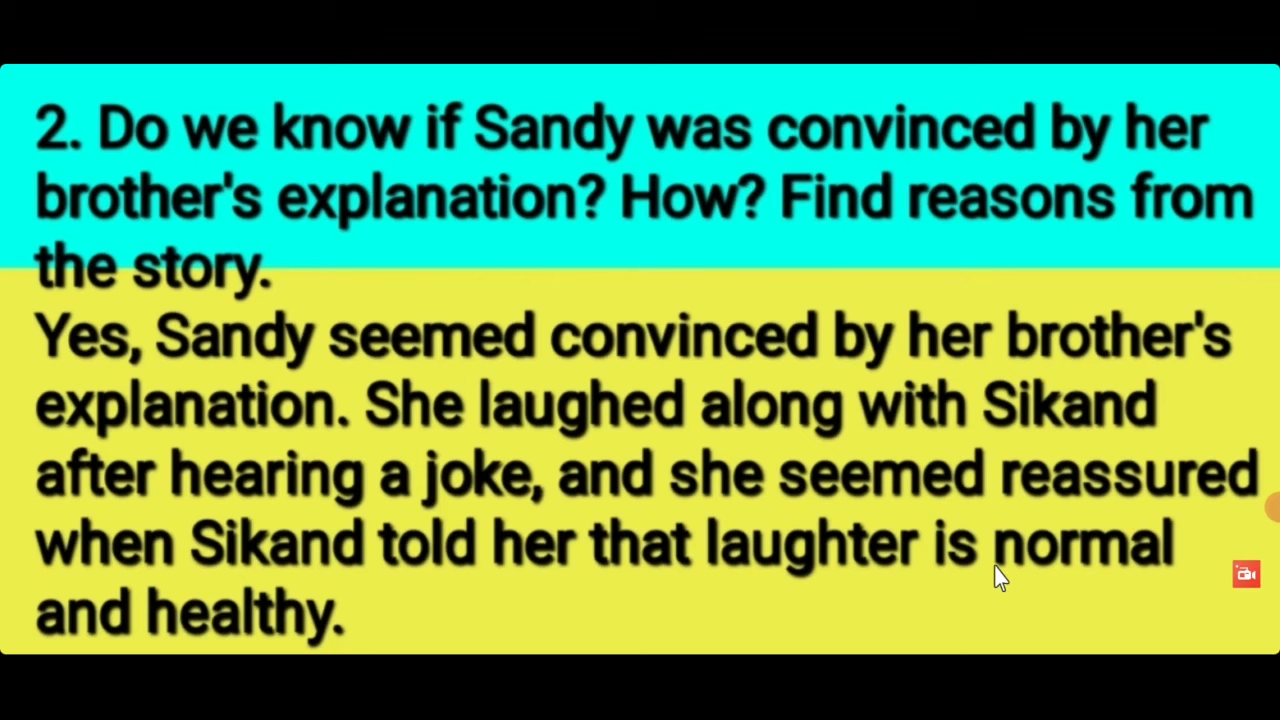 2. Do we know if Sandy was convinced by her
brother's explanation? How? Find reasons from
the story.
Yes, Sandy seemed convinced by her brother's
explanation. She laughed along with Sikand
after hearing a joke, and she seemed reassured
when Sikand told her that laughter is normal
and healthy.